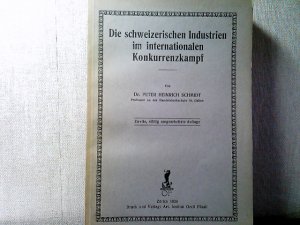 Die schweizerischen Industrien
im internationalen
Konkurrenzkampf
Von
Dr. PETER HEINRICH SCHMIDT
Professor an der Handelshochschule St. Gallen
Zweite, völlig umgearbeitete Auflage
Zürich
Druck und Verlag: Art. Institut Orell Füssli